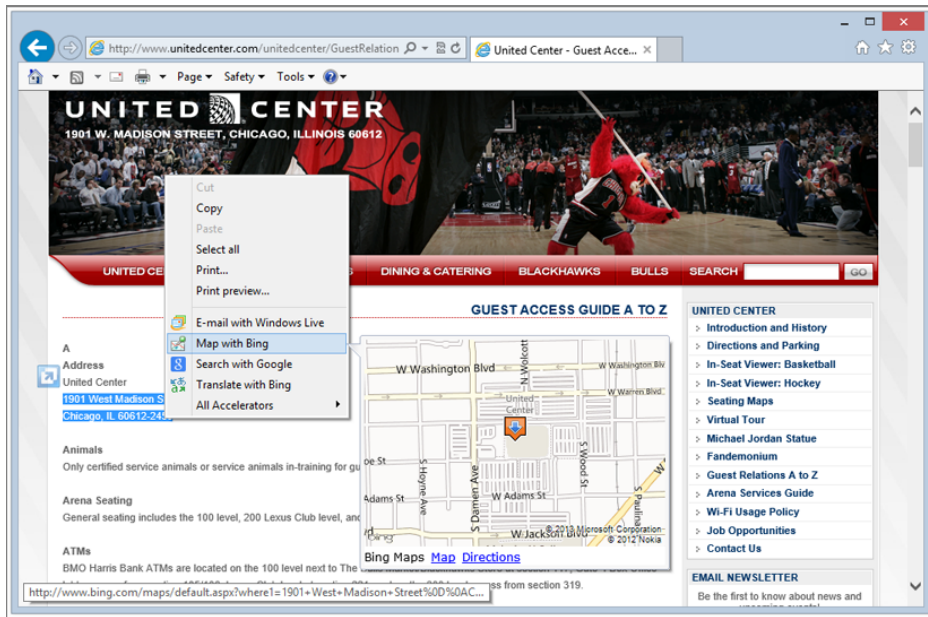 http://www.unitedcenter.com/unitedcenter/GuestRelation
United Center - Guest Acce...
Page Safety Tools
UNITED CENTER
1901 W. MADISON STREET, CHICAGO, ILLINOIS 60612
Cut
Copy
Paste
Select all
Print...
Print preview...
E-mail with Windows Live
Map with Bing
Search with Google
Translate with Bing
All Accelerators
UNITED CE
DINING & CATERING BLACKHAWKS BULLS SEARCH GO
GUEST ACCESS GUIDE A TO Z
A
Address
United Center
1901 West Madison S
Chicago, IL 60612-245
Animals
Only certified service animals or service animals in-training for gu
Arena Seating
General seating includes the 100 level, 200 Lexus Club level, and
ATMs
BMO Harris Bank ATMs are located on the 100 level next to The
from section 319.
http://www.bing.com/maps/default.aspx?where1=1901+West+Madison+Street%0D%0AC...
W Washington Blvd
W Washington Blv
N Wolcott
W Warren Blvd
United
Center
oe St
S Hoyne Ave
S Damen Ave
S Wood St
S Paulina
Adams St
W Adams St
W Jackson Blvd
bing
© 2013 Microsoft Corporation
© 2012 Nokia
Bing Maps Map Directions
UNITED CENTER
Introduction and History
Directions and Parking
In-Seat Viewer: Basketball
In-Seat Viewer: Hockey
Seating Maps
Virtual Tour
Michael Jordan Statue
Fandemonium
Guest Relations A to Z
Arena Services Guide
Wi-Fi Usage Policy
Job Opportunities
Contact Us
EMAIL NEWSLETTER
Be the first to know about news and
upcoming events!